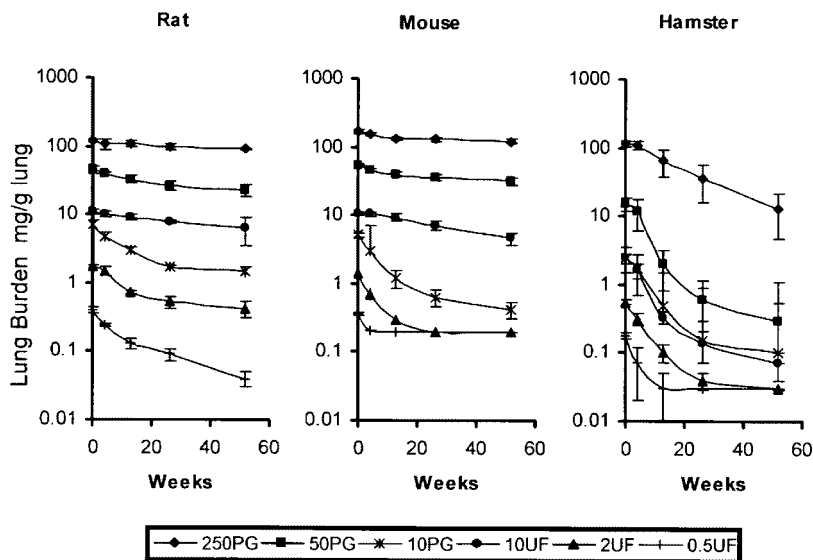 Rat Mouse Hamster
Lung Burden mg/g lung
1000 1000 1000
100 100 100
10 10 10
1 1 1
0.1 0.1 0.1
0.01 0.01 0.01
0 20 40 60 0 20 40 60 0 20 40 60
Weeks Weeks Weeks
250PG 50PG 10PG 10UF 2UF 0.5UF